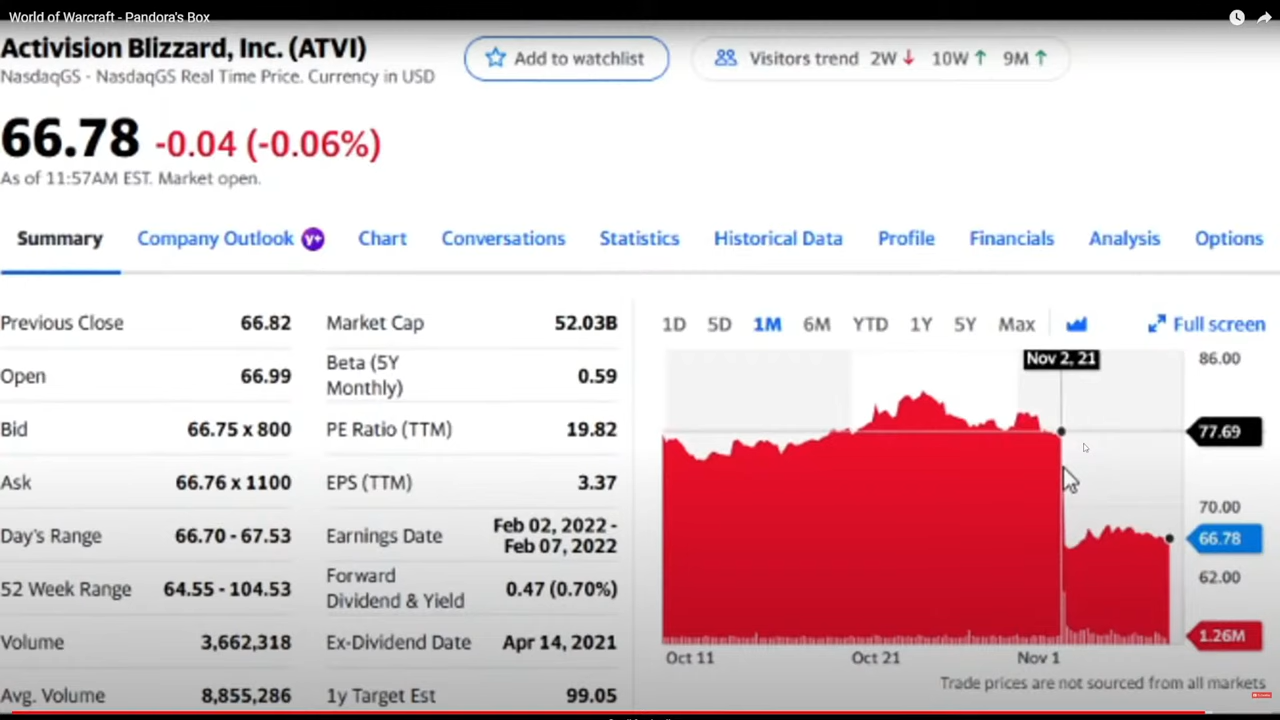 World of Warcraft - Pandora's Box
Activision Blizzard, Inc. (ATVI)
Add to watchlist
Visitors trend 2W ↓ 10W ↑ 9M ↑
NasdaqGS - NasdaqGS Real Time Price. Currency in USD
66.78 -0.04 (-0.06%)
As of 11:57AM EST. Market open.
Summary Company Outlook Y+ Chart Conversations Statistics Historical Data Profile Financials Analysis Options
Previous Close 66.82
Open 66.99
Bid 66.75 x 800
Ask 66.76 x 1100
Day's Range 66.70 - 67.53
52 Week Range 64.55 - 104.53
Volume 3,662,318
Avg. Volume 8,855,286
Market Cap 52.03B
Beta (5Y
Monthly) 0.59
PE Ratio (TTM) 19.82
EPS (TTM) 3.37
Earnings Date Feb 02, 2022 -
Feb 07, 2022
Forward
Dividend & Yield 0.47 (0.70%)
Ex-Dividend Date Apr 14, 2021
1y Target Est 99.05
1D 5D 1M 6M YTD 1Y 5Y Max Full screen
Nov 2, 21
86.00
77.69
70.00
66.78
62.00
1.26M
Oct 11 Oct 21 Nov 1
Trade prices are not sourced from all markets